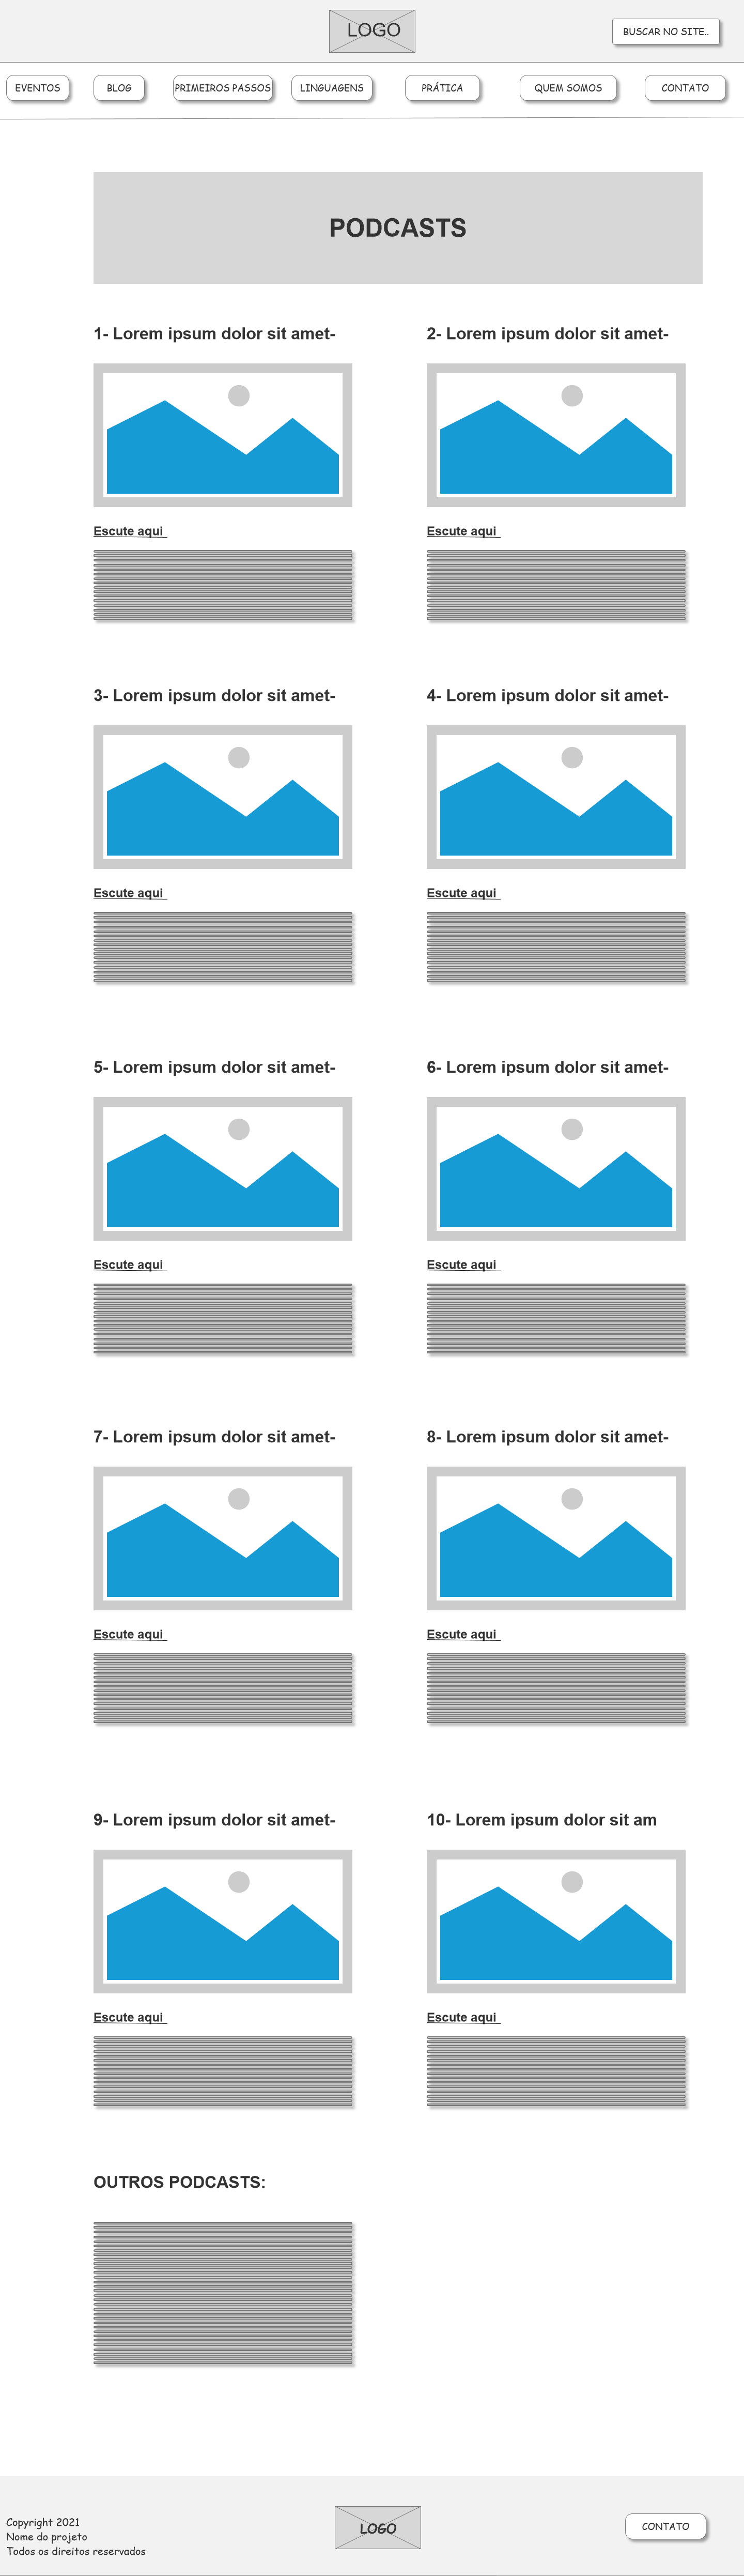 LOGO
BUSCAR NO SITE..
EVENTOS
BLOG
PRIMEIROS PASSOS
LINGUAGENS
PRÁTICA
QUEM SOMOS
CONTATO
PODCASTS
1- Lorem ipsum dolor sit amet-
2- Lorem ipsum dolor sit amet-
Escute aqui
Escute aqui
3- Lorem ipsum dolor sit amet-
4- Lorem ipsum dolor sit amet-
Escute aqui
Escute aqui
5- Lorem ipsum dolor sit amet-
6- Lorem ipsum dolor sit amet-
Escute aqui
Escute aqui
7- Lorem ipsum dolor sit amet-
8- Lorem ipsum dolor sit amet-
Escute aqui
Escute aqui
9- Lorem ipsum dolor sit amet-
10- Lorem ipsum dolor sit am
Escute aqui
Escute aqui
OUTROS PODCASTS:
Copyright 2021
Nome do projeto
Todos os direitos reservados
LOGO
CONTATO